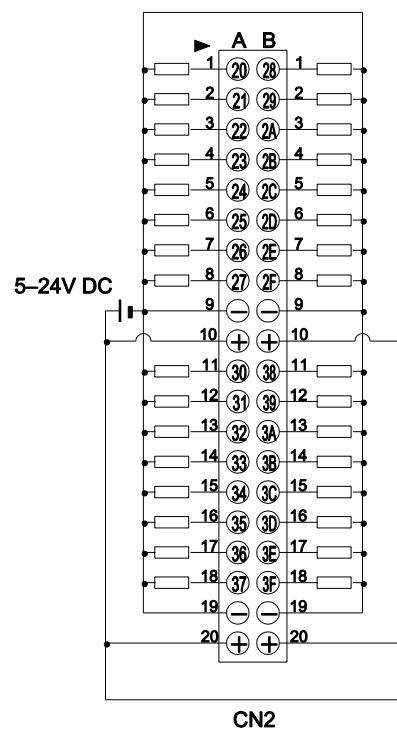 A B
1 20 28 1
2 21 29 2
3 22 2A 3
4 23 2B 4
5 24 2C 5
6 25 2D 6
7 26 2E 7
8 27 2F 8
5–24V DC
9 − − 9
10 + + 10
11 30 38 11
12 31 39 12
13 32 3A 13
14 33 3B 14
15 34 3C 15
16 35 3D 16
17 36 3E 17
18 37 3F 18
19 − − 19
20 + + 20
CN2